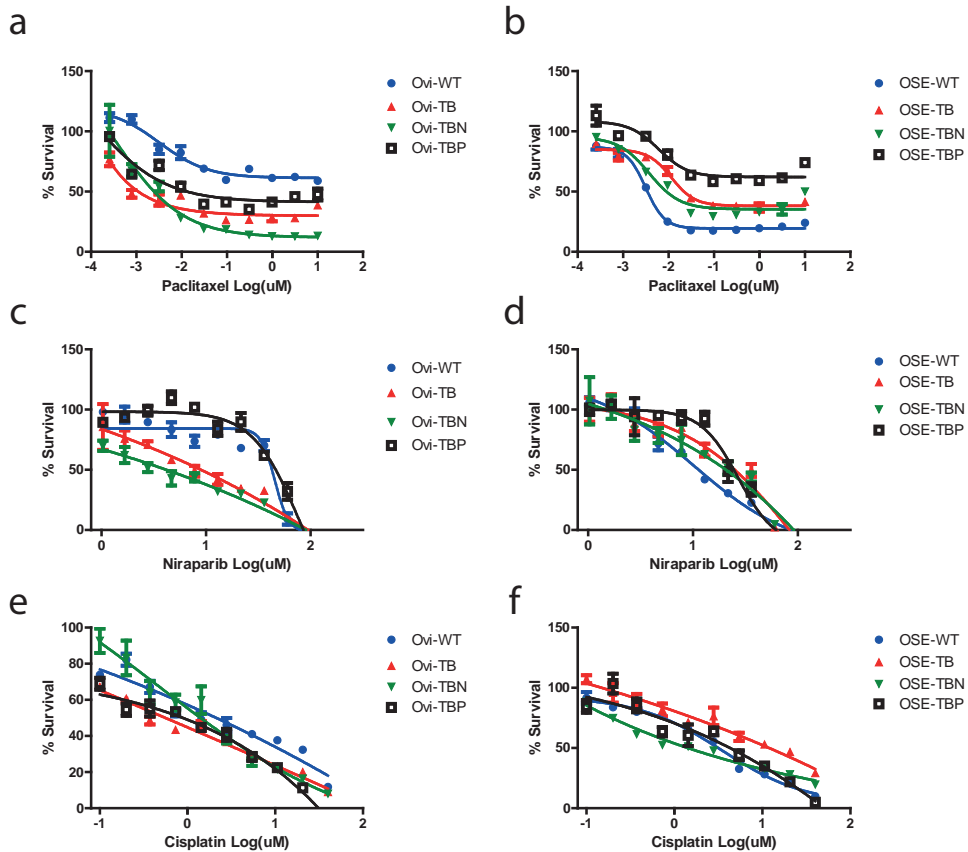 a
150
100
50
0
% Survival
-4 -3 -2 -1 0 1 2
Paclitaxel Log(uM)
Ovi-WT
Ovi-TB
Ovi-TBN
Ovi-TBP
b
150
100
50
0
% Survival
-4 -3 -2 -1 0 1 2
Paclitaxel Log(uM)
OSE-WT
OSE-TB
OSE-TBN
OSE-TBP
c
150
100
50
0
% Survival
0 1 2
Niraparib Log(uM)
Ovi-WT
Ovi-TB
Ovi-TBN
Ovi-TBP
d
150
100
50
0
% Survival
0 1 2
Niraparib Log(uM)
OSE-WT
OSE-TB
OSE-TBN
OSE-TBP
e
100
80
60
40
20
0
% Survival
-1 0 1 2
Cisplatin Log(uM)
Ovi-WT
Ovi-TB
Ovi-TBN
Ovi-TBP
f
150
100
50
0
% Survival
-1 0 1 2
Cisplatin Log(uM)
OSE-WT
OSE-TB
OSE-TBN
OSE-TBP